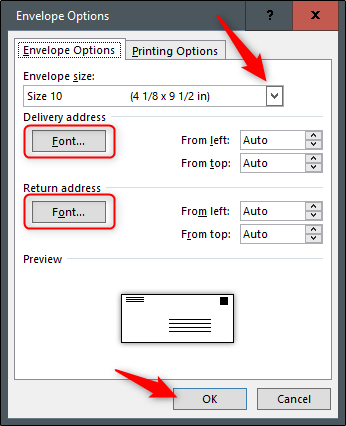 Envelope Options ? X
Envelope Options Printing Options
Envelope size:
Size 10 (4 1/8 x 9 1/2 in)
Delivery address
Font... From left: Auto
From top: Auto
Return address
Font... From left: Auto
From top: Auto
Preview
OK Cancel